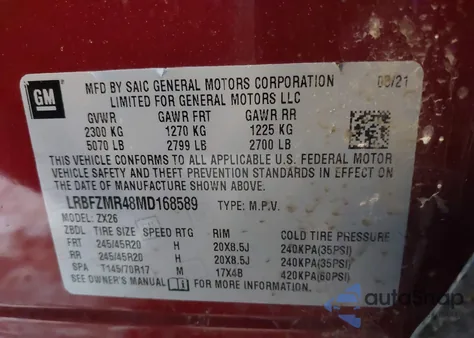 GM
MFD BY SAIC GENERAL MOTORS CORPORATION 03/21
LIMITED FOR GENERAL MOTORS LLC
GVWR GAWR FRT GAWR RR
2300 KG 1270 KG 1225 KG
5070 LB 2799 LB 2700 LB
THIS VEHICLE CONFORMS TO ALL APPLICABLE U.S. FEDERAL MOTOR
VEHICLE SAFETY AND THEFT PREVENTION STANDARDS IN EFFECT ON
THE DATE OF MANUFACTURE SHOWN ABOVE.
LRBFZMR48MD168589 TYPE: M.P.V.
MODEL: ZX26
ZBDL TIRE SIZE SPEED RTG RIM COLD TIRE PRESSURE
FRT 245/45R20 H 20X8.5J 240KPA(35PSI)
RR 245/45R20 H 20X8.5J 240KPA(35PSI)
SPA T145/70R17 M 17X4B 420KPA(60PSI)
SEE OWNER'S MANUAL FOR MORE INFORMATION.
autoSnap